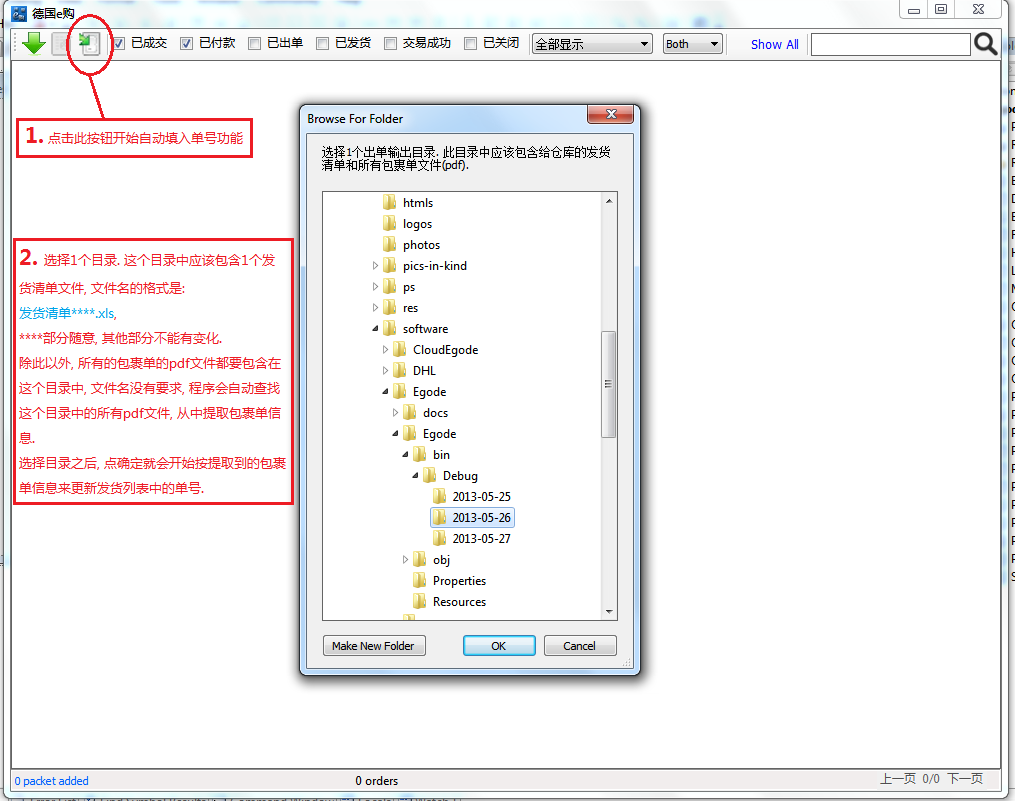 德国e购
已成交 已付款 已出单 已发货 交易成功 已关闭 全部显示 Both Show All
1. 点击此按钮开始自动填入单号功能
2. 选择1个目录. 这个目录中应该包含1个发
货清单文件, 文件名的格式是:
发货清单****.xls,
****部分随意, 其他部分不能有变化.
除此以外, 所有的包裹单的pdf文件都要包含在
这个目录中, 文件名没有要求, 程序会自动查找
这个目录中的所有pdf文件, 从中提取包裹单信
息.
选择目录之后, 点确定就会开始按提取到的包裹
单信息来更新发货列表中的单号.
Browse For Folder
选择1个出单输出目录. 此目录中应该包含给仓库的发货
清单和所有包裹单文件(pdf).
htmls
logos
photos
pics-in-kind
ps
res
software
CloudEgode
DHL
Egode
docs
Egode
bin
Debug
2013-05-25
2013-05-26
2013-05-27
obj
Properties
Resources
Make New Folder OK Cancel
0 packet added 0 orders 上一页 0/0 下一页